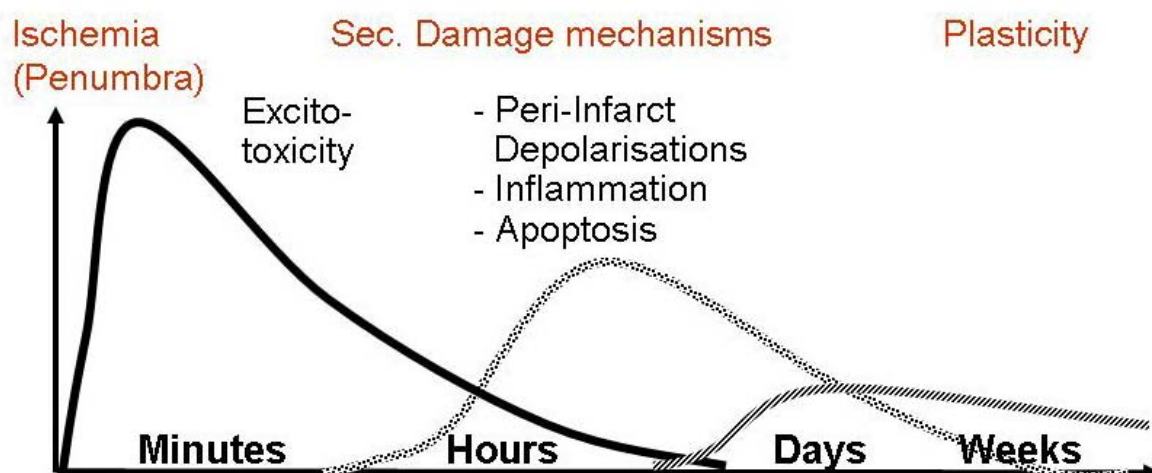 Ischemia
(Penumbra)
Sec. Damage mechanisms
Plasticity
Excito-
toxicity
- Peri-Infarct
Depolarisations
- Inflammation
- Apoptosis
Minutes
Hours
Days
Weeks